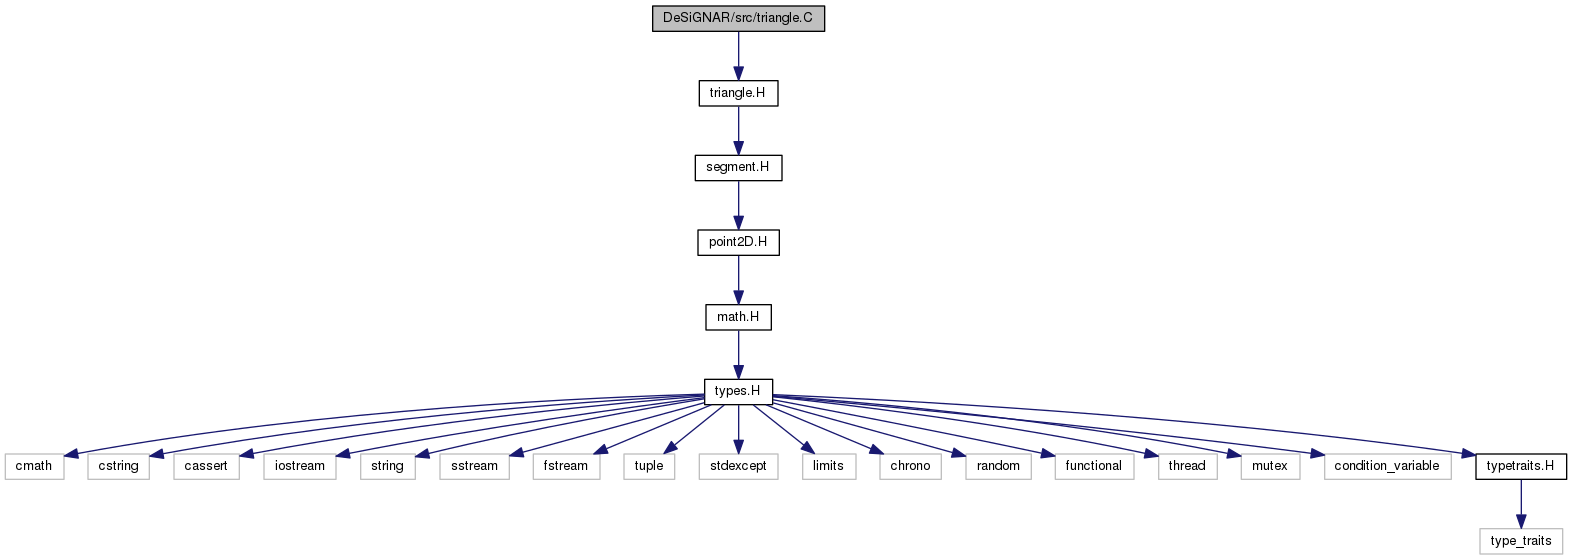 DeSiGNAR/src/triangle.C
triangle.H
segment.H
point2D.H
math.H
types.H
cmath
cstring
cassert
iostream
string
sstream
fstream
tuple
stdexcept
limits
chrono
random
functional
thread
mutex
condition_variable
typetraits.H
type_traits